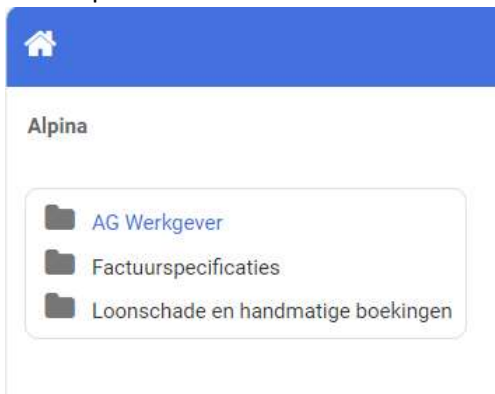 Alpina
AG Werkgever
Factuurspecificaties
Loonschade en handmatige boekingen